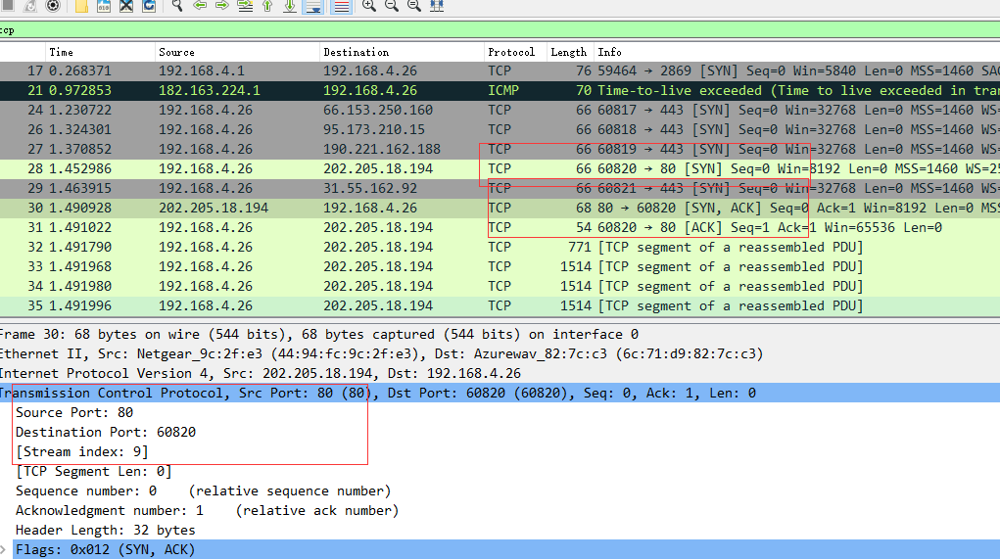 tcp
Time Source Destination Protocol Length Info
17 0.268371 192.168.4.1 192.168.4.26 TCP 76 59464 → 2869 [SYN] Seq=0 Win=5840 Len=0 MSS=1460 SAC
21 0.972853 182.163.224.1 192.168.4.26 ICMP 70 Time-to-live exceeded (Time to live exceeded in tran
24 1.230722 192.168.4.26 66.153.250.160 TCP 66 60817 → 443 [SYN] Seq=0 Win=32768 Len=0 MSS=1460 WS=
26 1.324301 192.168.4.26 95.173.210.15 TCP 66 60818 → 443 [SYN] Seq=0 Win=32768 Len=0 MSS=1460 WS=
27 1.370852 192.168.4.26 190.221.162.188 TCP 66 60819 → 443 [SYN] Seq=0 Win=32768 Len=0 MSS=1460 WS=
28 1.452986 192.168.4.26 202.205.18.194 TCP 66 60820 → 80 [SYN] Seq=0 Win=8192 Len=0 MSS=1460 WS=25
29 1.463915 192.168.4.26 31.55.162.92 TCP 66 60821 → 443 [SYN] Seq=0 Win=32768 Len=0 MSS=1460 WS=
30 1.490928 202.205.18.194 192.168.4.26 TCP 68 80 → 60820 [SYN, ACK] Seq=0 Ack=1 Win=8192 Len=0 MSS
31 1.491022 192.168.4.26 202.205.18.194 TCP 54 60820 → 80 [ACK] Seq=1 Ack=1 Win=65536 Len=0
32 1.491790 192.168.4.26 202.205.18.194 TCP 771 [TCP segment of a reassembled PDU]
33 1.491968 192.168.4.26 202.205.18.194 TCP 1514 [TCP segment of a reassembled PDU]
34 1.491980 192.168.4.26 202.205.18.194 TCP 1514 [TCP segment of a reassembled PDU]
35 1.491996 192.168.4.26 202.205.18.194 TCP 1514 [TCP segment of a reassembled PDU]
Frame 30: 68 bytes on wire (544 bits), 68 bytes captured (544 bits) on interface 0
Ethernet II, Src: Netgear_9c:2f:e3 (44:94:fc:9c:2f:e3), Dst: Azurewav_82:7c:c3 (6c:71:d9:82:7c:c3)
Internet Protocol Version 4, Src: 202.205.18.194, Dst: 192.168.4.26
Transmission Control Protocol, Src Port: 80 (80), Dst Port: 60820 (60820), Seq: 0, Ack: 1, Len: 0
Source Port: 80
Destination Port: 60820
[Stream index: 9]
[TCP Segment Len: 0]
Sequence number: 0 (relative sequence number)
Acknowledgment number: 1 (relative ack number)
Header Length: 32 bytes
Flags: 0x012 (SYN, ACK)